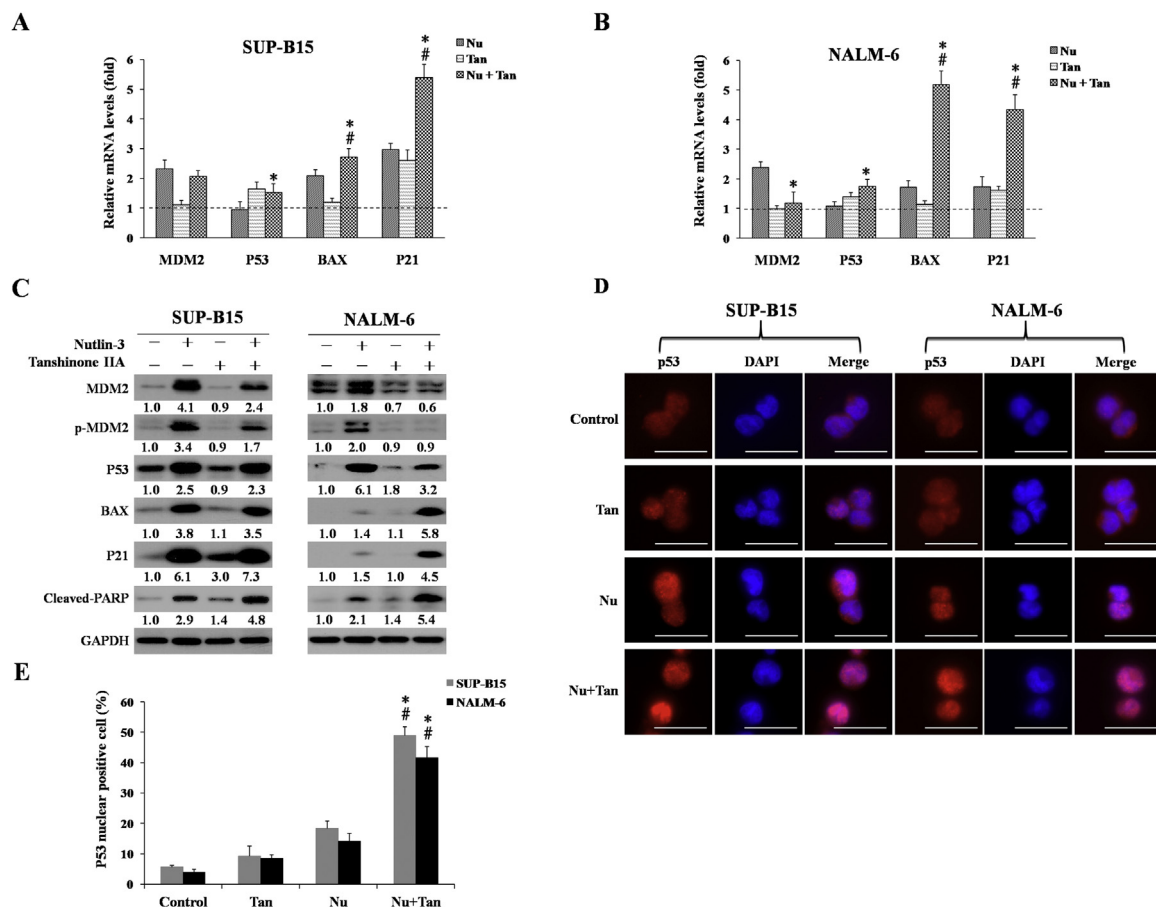 A
SUP-B15
Nu
Tan
Nu + Tan
Relative mRNA levels (fold)
6
5
4
3
2
1
0
* #
* #
*
MDM2 P53 BAX P21
B
NALM-6
Nu
Tan
Nu + Tan
Relative mRNA levels (fold)
6
5
4
3
2
1
0
* #
* #
* *
MDM2 P53 BAX P21
C
SUP-B15 NALM-6
Nutlin-3 — + — + — + — +
Tanshinone IIA — — + + — — + +
MDM2
1.0 4.1 0.9 2.4 1.0 1.8 0.7 0.6
p-MDM2
1.0 3.4 0.9 1.7 1.0 2.0 0.9 0.9
P53
1.0 2.5 0.9 2.3 1.0 6.1 1.8 3.2
BAX
1.0 3.8 1.1 3.5 1.0 1.4 1.1 5.8
P21
1.0 6.1 3.0 7.3 1.0 1.5 1.0 4.5
Cleaved-PARP
1.0 2.9 1.4 4.8 1.0 2.1 1.4 5.4
GAPDH
D
SUP-B15 NALM-6
p53 DAPI Merge p53 DAPI Merge
Control
Tan
Nu
Nu+Tan
E
SUP-B15
NALM-6
P53 nuclear positive cell (%)
60
50
40
30
20
10
0
* *
# #
Control Tan Nu Nu+Tan